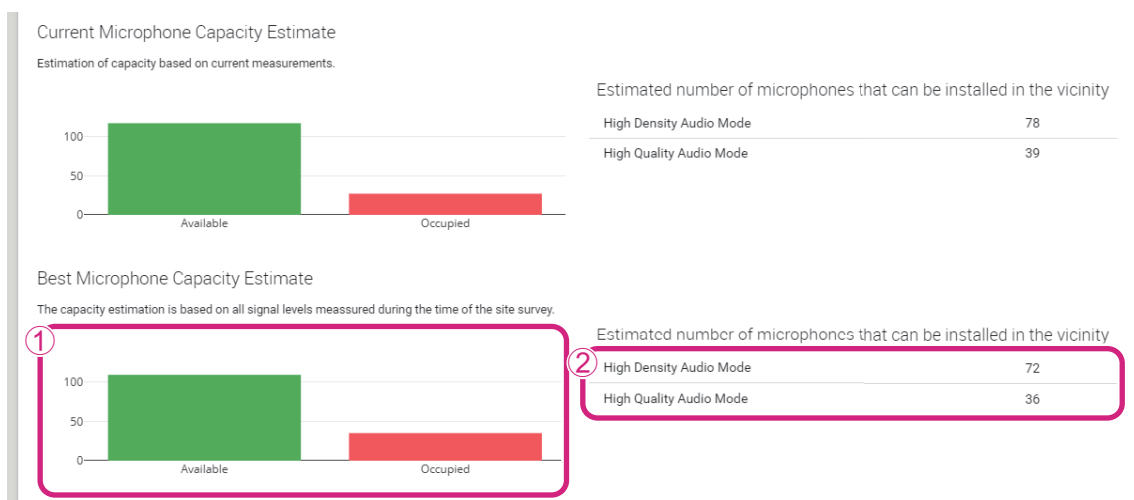 Current Microphone Capacity Estimate
Estimation of capacity based on current measurements.
Estimated number of microphones that can be installed in the vicinity
High Density Audio Mode 78
High Quality Audio Mode 39
100
50
0
Available Occupied
Best Microphone Capacity Estimate
The capacity estimation is based on all signal levels meassured during the time of the site survey.
1
Estimated number of microphones that can be installed in the vicinity
2
High Density Audio Mode 72
High Quality Audio Mode 36
100
50
0
Available Occupied